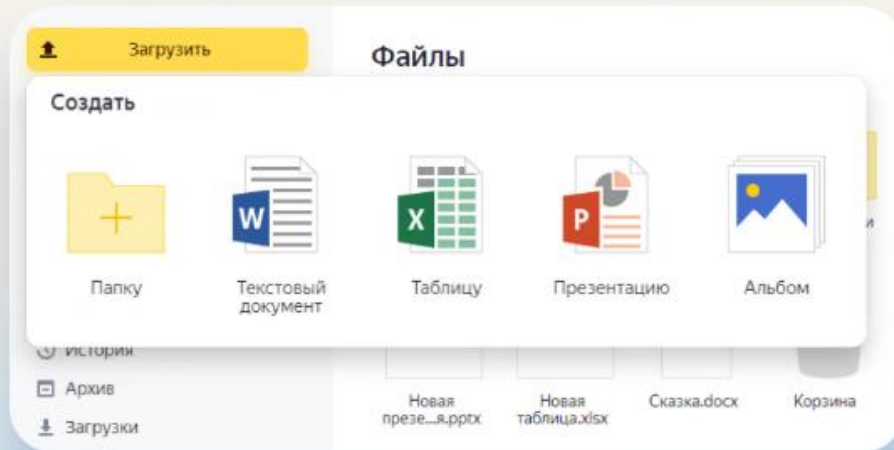 Загрузить
Файлы
Создать
W
X
P
Папку
Текстовый
документ
Таблицу
Презентацию
Альбом
История
Архив
Загрузки
Новая
презе...я.pptx
Новая
таблица.xlsx
Сказка.docx
Корзина